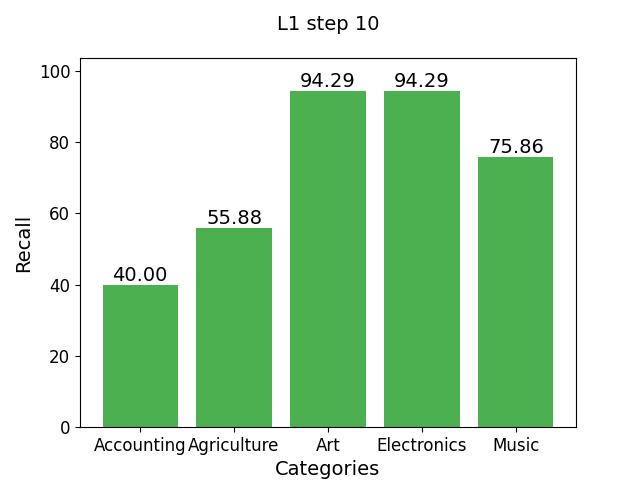 L1 step 10
Recall
100
80
60
40
20
0
40.00
55.88
94.29
94.29
75.86
Accounting
Agriculture
Art
Electronics
Music
Categories